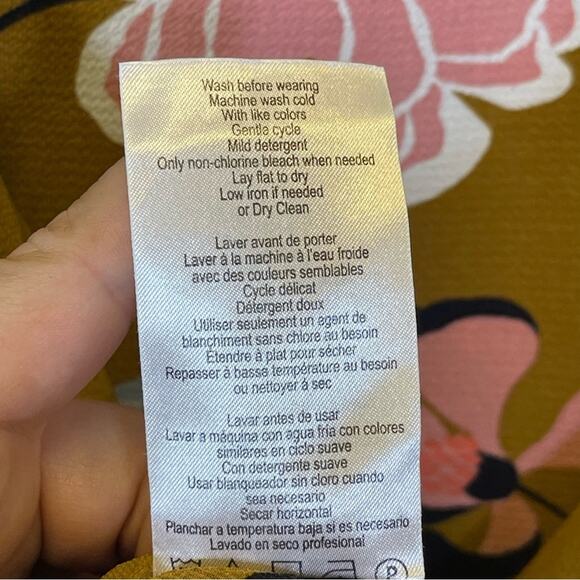 Wash before wearing
Machine wash cold
With like colors
Gentle cycle
Mild detergent
Only non-chlorine bleach when needed
Lay flat to dry
Low iron if needed
or Dry Clean
Laver avant de porter
Laver à la machine à l'eau froide
avec des couleurs semblables
Cycle délicat
Détergent doux
Utiliser seulement un agent de
blanchiment sans chlore au besoin
Étendre à plat pour sécher
Repasser à basse température au besoin
ou nettoyer à sec
Lavar antes de usar
Lavar a máquina con agua fria con colores
similares en ciclo suave
Con detergente suave
Usar blanqueador sin cloro cuando
sea necesario
Secar horizontal
Planchar a temperatura baja si es necesario
Lavado en seco profesional
P